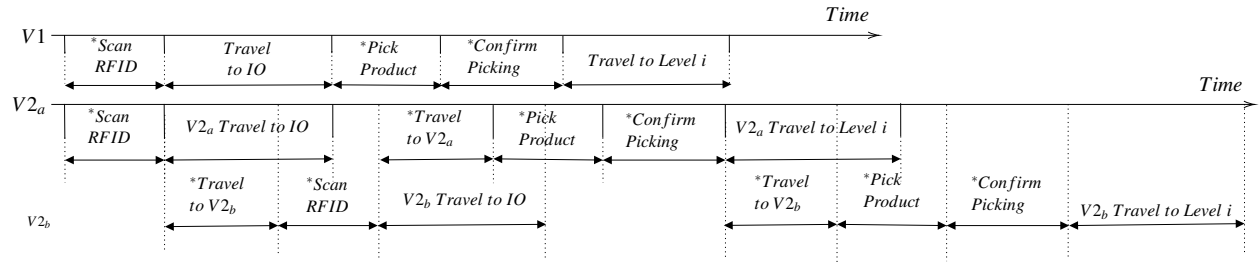 Time
V1
*Scan
RFID
Travel
to IO
*Pick
Product
*Confirm
Picking
Travel to Level i
Time
V2a
*Scan
RFID
V2a Travel to IO
*Travel
to V2a
*Pick
Product
*Confirm
Picking
V2a Travel to Level i
V2b
*Travel
to V2b
*Scan
RFID
V2b Travel to IO
*Travel
to V2b
*Pick
Product
*Confirm
Picking
V2b Travel to Level i